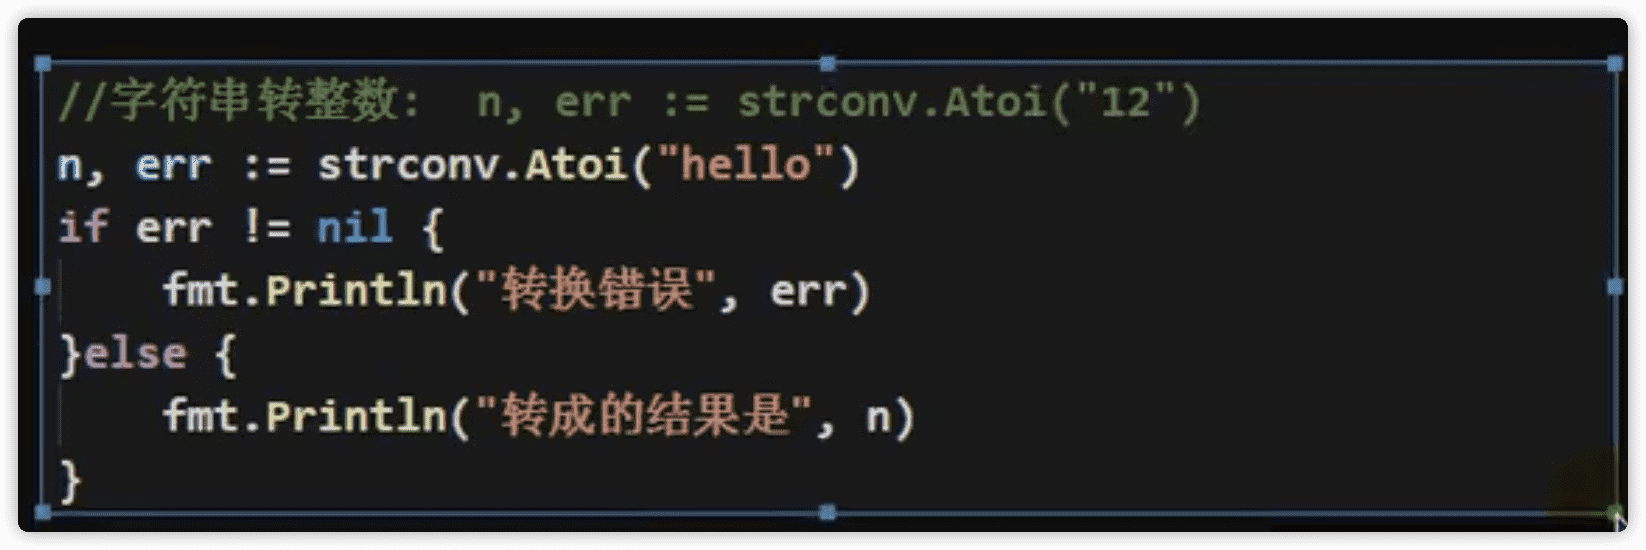 //字符串转整数:  n, err := strconv.Atoi("12")
n, err := strconv.Atoi("hello")
if err != nil {
    fmt.Println("转换错误", err)
}else {
    fmt.Println("转成的结果是", n)
}